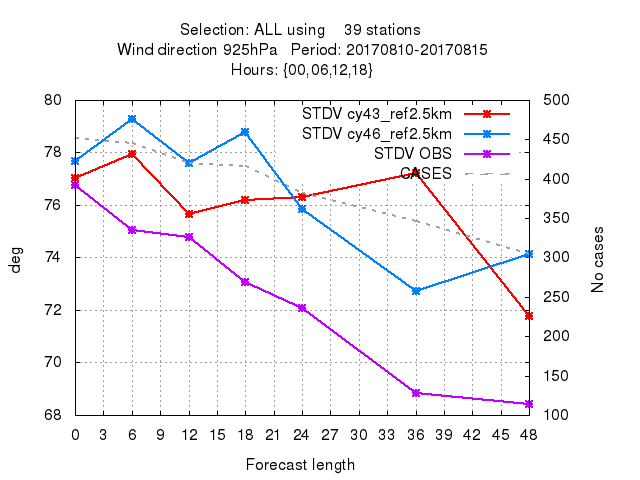 Selection: ALL using 39 stations
Wind direction 925hPa Period: 20170810-20170815
Hours: {00,06,12,18}
STDV cy43_ref2.5km
STDV cy46_ref2.5km
STDV OBS
CASES
80
78
76
74
72
70
68
deg
500
450
400
350
300
250
200
150
100
No cases
0 3 6 9 12 15 18 21 24 27 30 33 36 39 42 45 48
Forecast length